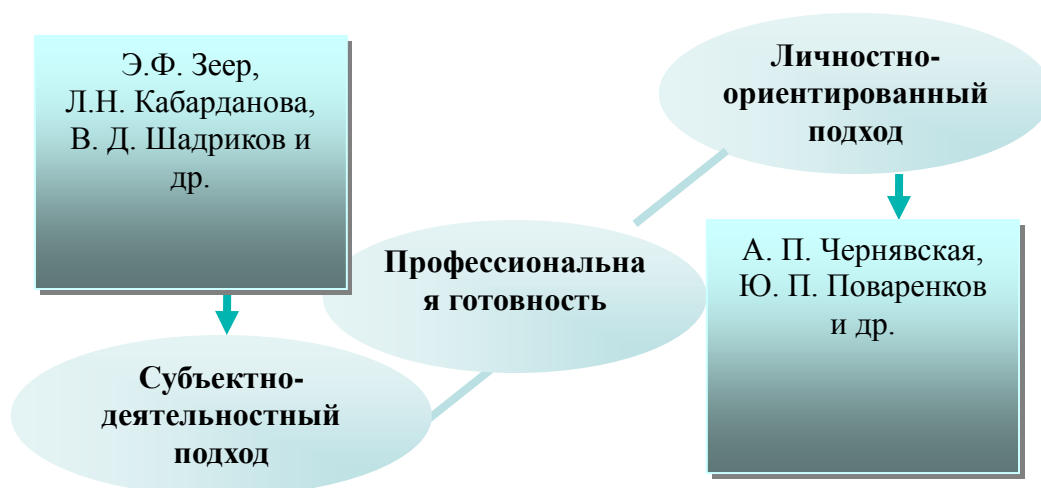 Э.Ф. Зеер,
Л.Н. Кабарданова,
В. Д. Шадриков и
др.
Личностно-
ориентированный
подход
Профессиональна
я готовность
А. П. Чернявская,
Ю. П. Поваренков
и др.
Субъектно-
деятельностный
подход